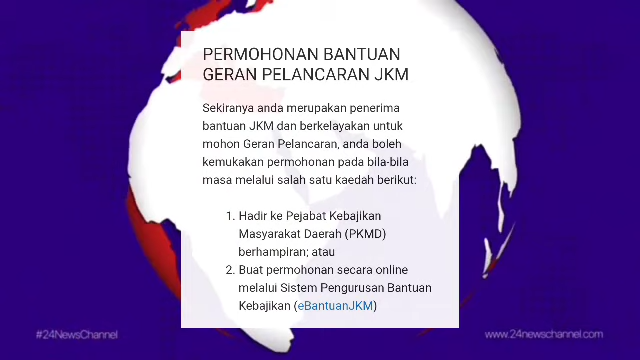 PERMOHONAN BANTUAN
GERAN PELANCARAN JKM
Sekiranya anda merupakan penerima
bantuan JKM dan berkelayakan untuk
mohon Geran Pelancaran, anda boleh
kemukakan permohonan pada bila-bila
masa melalui salah satu kaedah berikut:
1. Hadir ke Pejabat Kebajikan
Masyarakat Daerah (PKMD)
berhampiran; atau
2. Buat permohonan secara online
melalui Sistem Pengurusan Bantuan
Kebajikan (eBantuanJKM)
#24NewsChannel
www.24newschannel.com